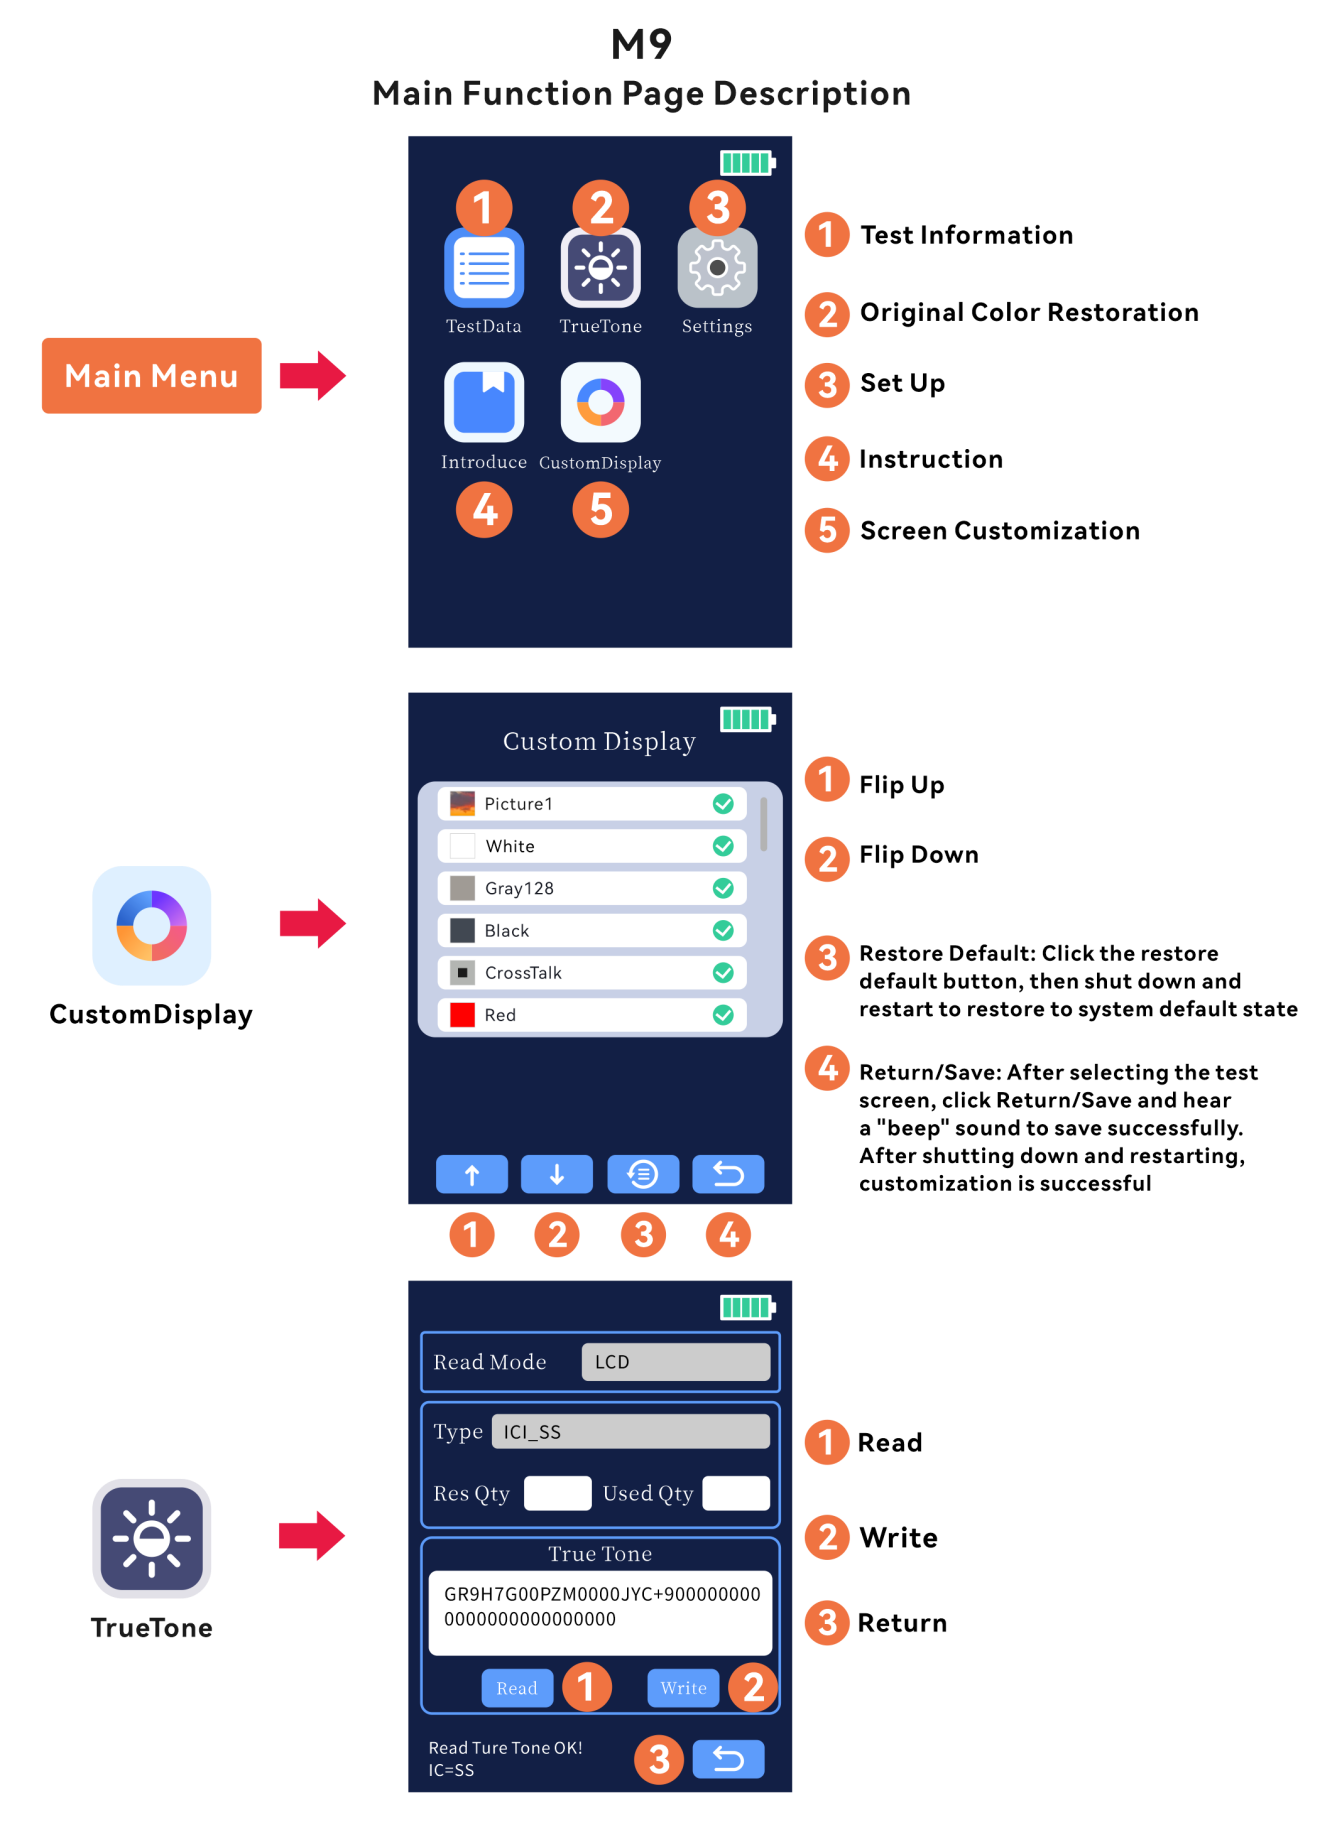 M9
Main Function Page Description
1
2
3
TestData
TrueTone
Settings
Introduce
CustomDisplay
4
5
Main Menu
1 Test Information
2 Original Color Restoration
3 Set Up
4 Instruction
5 Screen Customization
CustomDisplay
Custom Display
Picture1
White
Gray128
Black
CrossTalk
Red
1
2
3
4
1 Flip Up
2 Flip Down
3 Restore Default: Click the restore
default button, then shut down and
restart to restore to system default state
4 Return/Save: After selecting the test
screen, click Return/Save and hear
a "beep" sound to save successfully.
After shutting down and restarting,
customization is successful
TrueTone
Read Mode LCD
Type ICI_SS
Res Qty Used Qty
True Tone
GR9H7G00PZM0000JYC+900000000
0000000000000000
Read 1 Write 2
Read Ture Tone OK!
IC=SS
3
1 Read
2 Write
3 Return